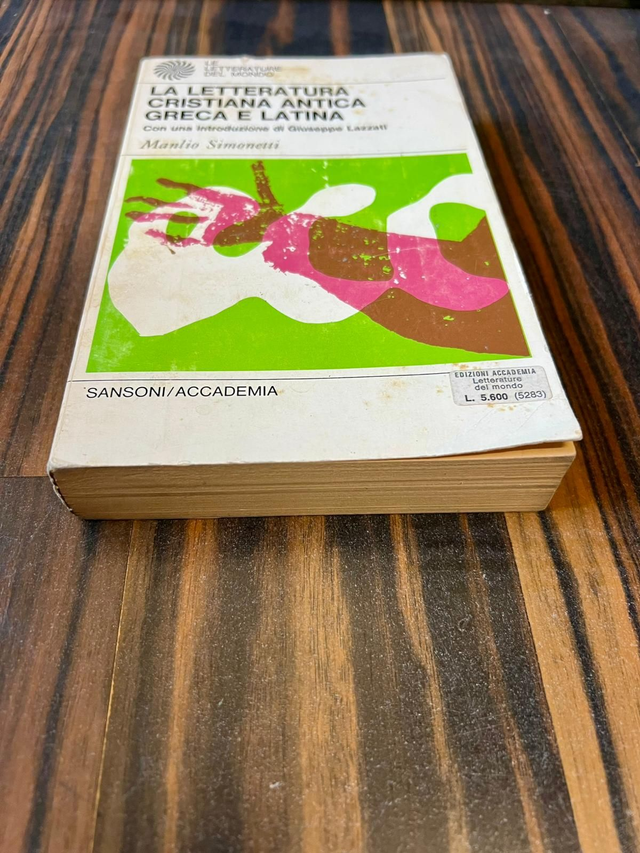 LE
LETTERATURE
DEL MONDO
LA LETTERATURA
CRISTIANA ANTICA
GRECA E LATINA
Con una introduzione di Giuseppe Lazzati
Manlio Simonetti
SANSONI/ACCADEMIA
EDIZIONI ACCADEMIA
Letterature
del mondo
L. 5.600 (5283)